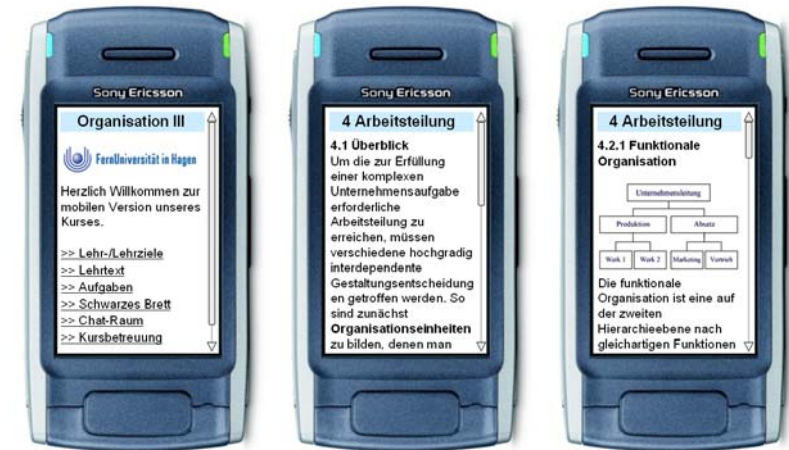 Sony Ericsson
Organisation III
FernUniversität in Hagen
Herzlich Willkommen zur
mobilen Version unseres
Kurses.
>> Lehr-/Lehrziele
>> Lehrtext
>> Aufgaben
>> Schwarzes Brett
>> Chat-Raum
>> Kursbetreuung
Sony Ericsson
4 Arbeitsteilung
4.1 Überblick
Um die zur Erfüllung
einer komplexen
Unternehmensaufgabe
erforderliche
Arbeitsteilung zu
erreichen, müssen
verschiedene hochgradig
interdependente
Gestaltungsentscheidung
en getroffen werden. So
sind zunächst
Organisationseinheiten
zu bilden, denen man
Sony Ericsson
4 Arbeitsteilung
4.2.1 Funktionale
Organisation
Unternehmensleitung
Produktion Absatz
Werk 1 Werk 2 Marketing Vertrieb
Die funktionale
Organisation ist eine auf
der zweiten
Hierarchieebene nach
gleichartigen Funktionen